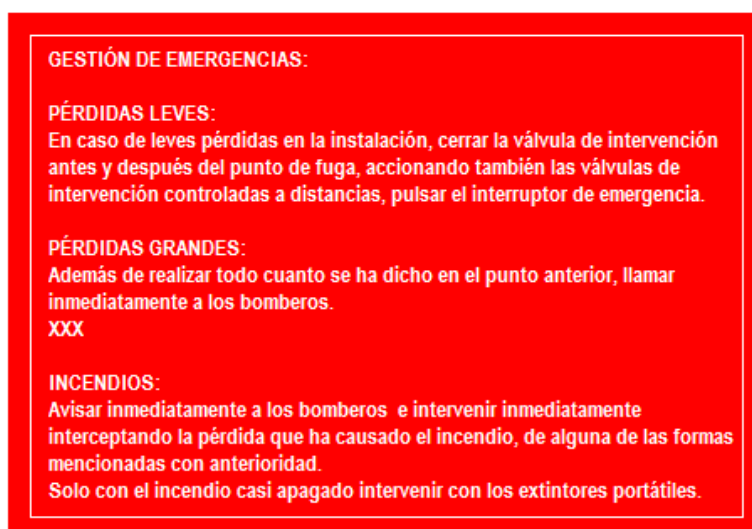 GESTIÓN DE EMERGENCIAS:
PÉRDIDAS LEVES:
En caso de leves pérdidas en la instalación, cerrar la válvula de intervención
antes y después del punto de fuga, accionando también las válvulas de
intervención controladas a distancias, pulsar el interruptor de emergencia.
PÉRDIDAS GRANDES:
Además de realizar todo cuanto se ha dicho en el punto anterior, llamar
inmediatamente a los bomberos.
XXX
INCENDIOS:
Avisar inmediatamente a los bomberos  e intervenir inmediatamente
interceptando la pérdida que ha causado el incendio, de alguna de las formas
mencionadas con anterioridad.
Solo con el incendio casi apagado intervenir con los extintores portátiles.